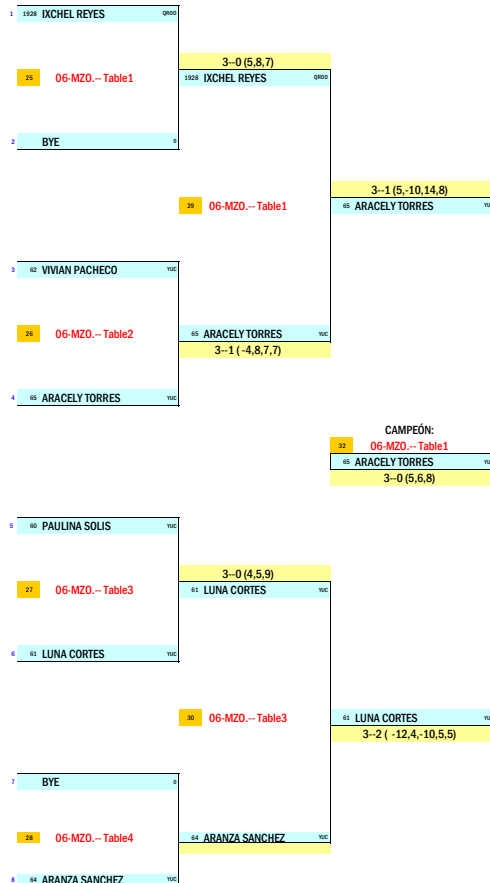 1 1928 IXCHEL REYES QROO
3--0 (5,8,7)
25 06-MZO.-- Table1 1928 IXCHEL REYES QROO
2 BYE 0
3--1 (5,-10,14,8)
29 06-MZO.-- Table1 65 ARACELY TORRES YU
3 62 VIVIAN PACHECO YUC
26 06-MZO.-- Table2 65 ARACELY TORRES YUC
3--1 ( -4,8,7,7)
4 65 ARACELY TORRES YUC
CAMPEÓN:
32 06-MZO.-- Table1
65 ARACELY TORRES YU
3--0 (5,6,8)
5 60 PAULINA SOLIS YUC
3--0 (4,5,9)
27 06-MZO.-- Table3 61 LUNA CORTES YUC
6 61 LUNA CORTES YUC
30 06-MZO.-- Table3 61 LUNA CORTES YU
3--2 ( -12,4,-10,5,5)
7 BYE 0
28 06-MZO.-- Table4 64 ARANZA SANCHEZ YUC
8 64 ARANZA SANCHEZ YUC